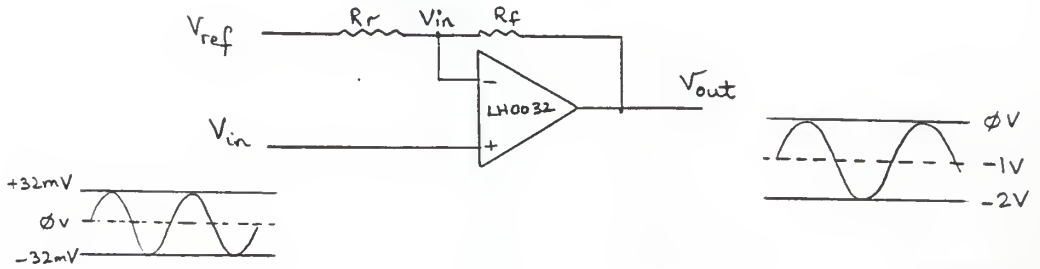 Rr Vin Rf
Vref
-
LH0032
Vout
Vin
+
ØV
-1V
-2V
+32mV
Øv
-32mV